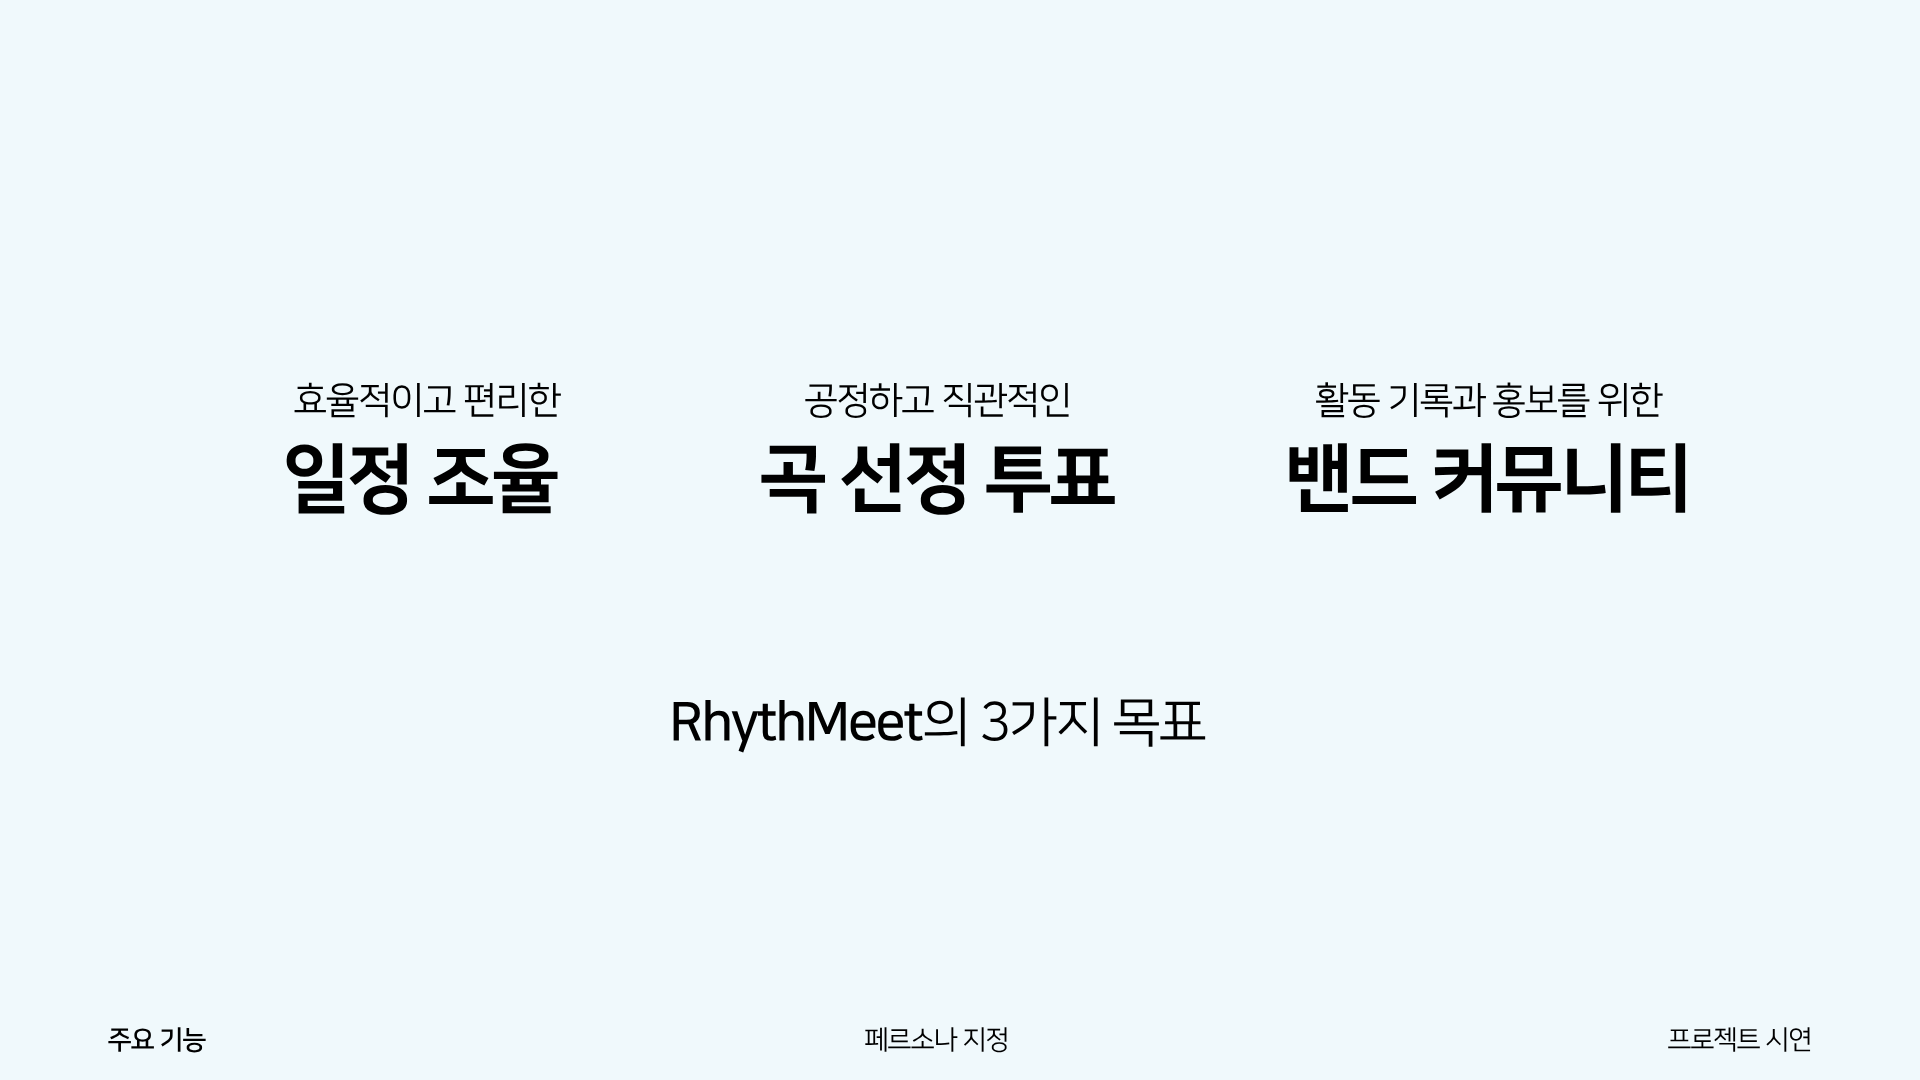 효율적이고 편리한
일정 조율
공정하고 직관적인
곡 선정 투표
활동 기록과 홍보를 위한
밴드 커뮤니티
RhythMeet의 3가지 목표
주요 기능
페르소나 지정
프로젝트 시연